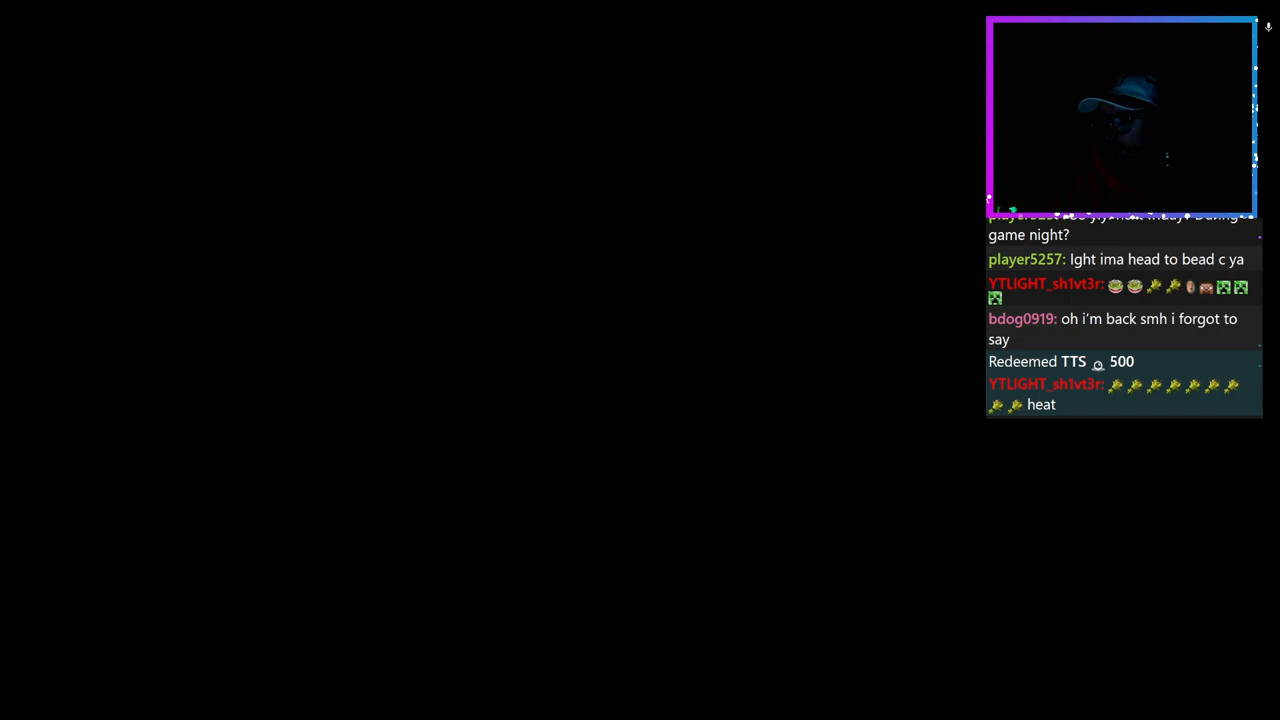 game night?
player5257: lght ima head to bead c ya
YTLIGHT_sh1vt3r:
bdog0919: oh i'm back smh i forgot to
say
Redeemed TTS 500
YTLIGHT_sh1vt3r:
heat